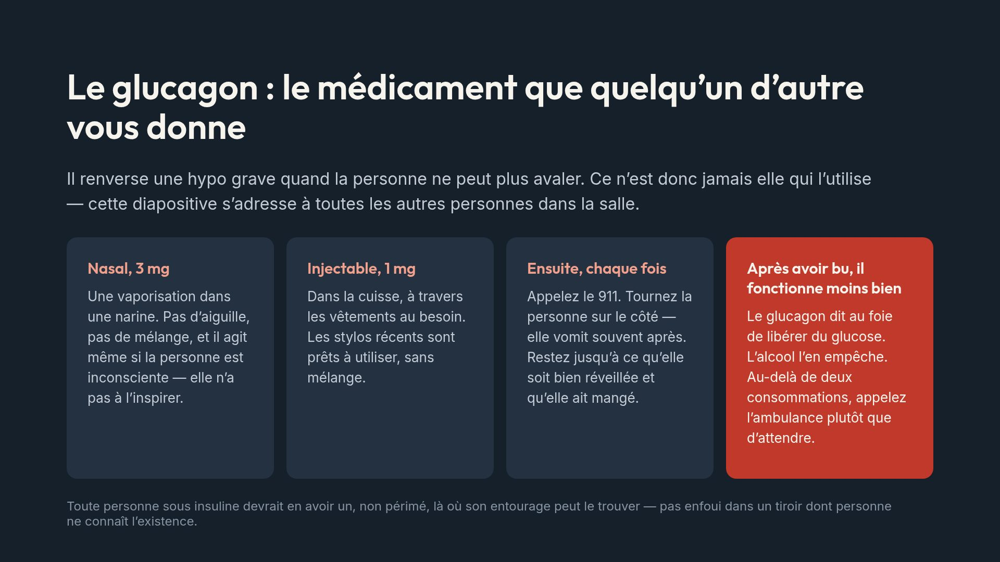 Le glucagon : le médicament que quelqu’un d’autre
vous donne
Il renverse une hypo grave quand la personne ne peut plus avaler. Ce n’est donc jamais elle qui l’utilise
— cette diapositive s’adresse à toutes les autres personnes dans la salle.
Nasal, 3 mg
Une vaporisation dans
une narine. Pas d’aiguille,
pas de mélange, et il agit
même si la personne est
inconsciente — elle n’a
pas à l’inspirer.
Injectable, 1 mg
Dans la cuisse, à travers
les vêtements au besoin.
Les stylos récents sont
prêts à utiliser, sans
mélange.
Ensuite, chaque fois
Appelez le 911. Tournez la
personne sur le côté —
elle vomit souvent après.
Restez jusqu’à ce qu’elle
soit bien réveillée et
qu’elle ait mangé.
Après avoir bu, il
fonctionne moins bien
Le glucagon dit au foie
de libérer du glucose.
L’alcool l’en empêche.
Au-delà de deux
consommations, appelez
l’ambulance plutôt que
d’attendre.
Toute personne sous insuline devrait en avoir un, non périmé, là où son entourage peut le trouver — pas enfoui dans un tiroir dont personne
ne connaît l’existence.